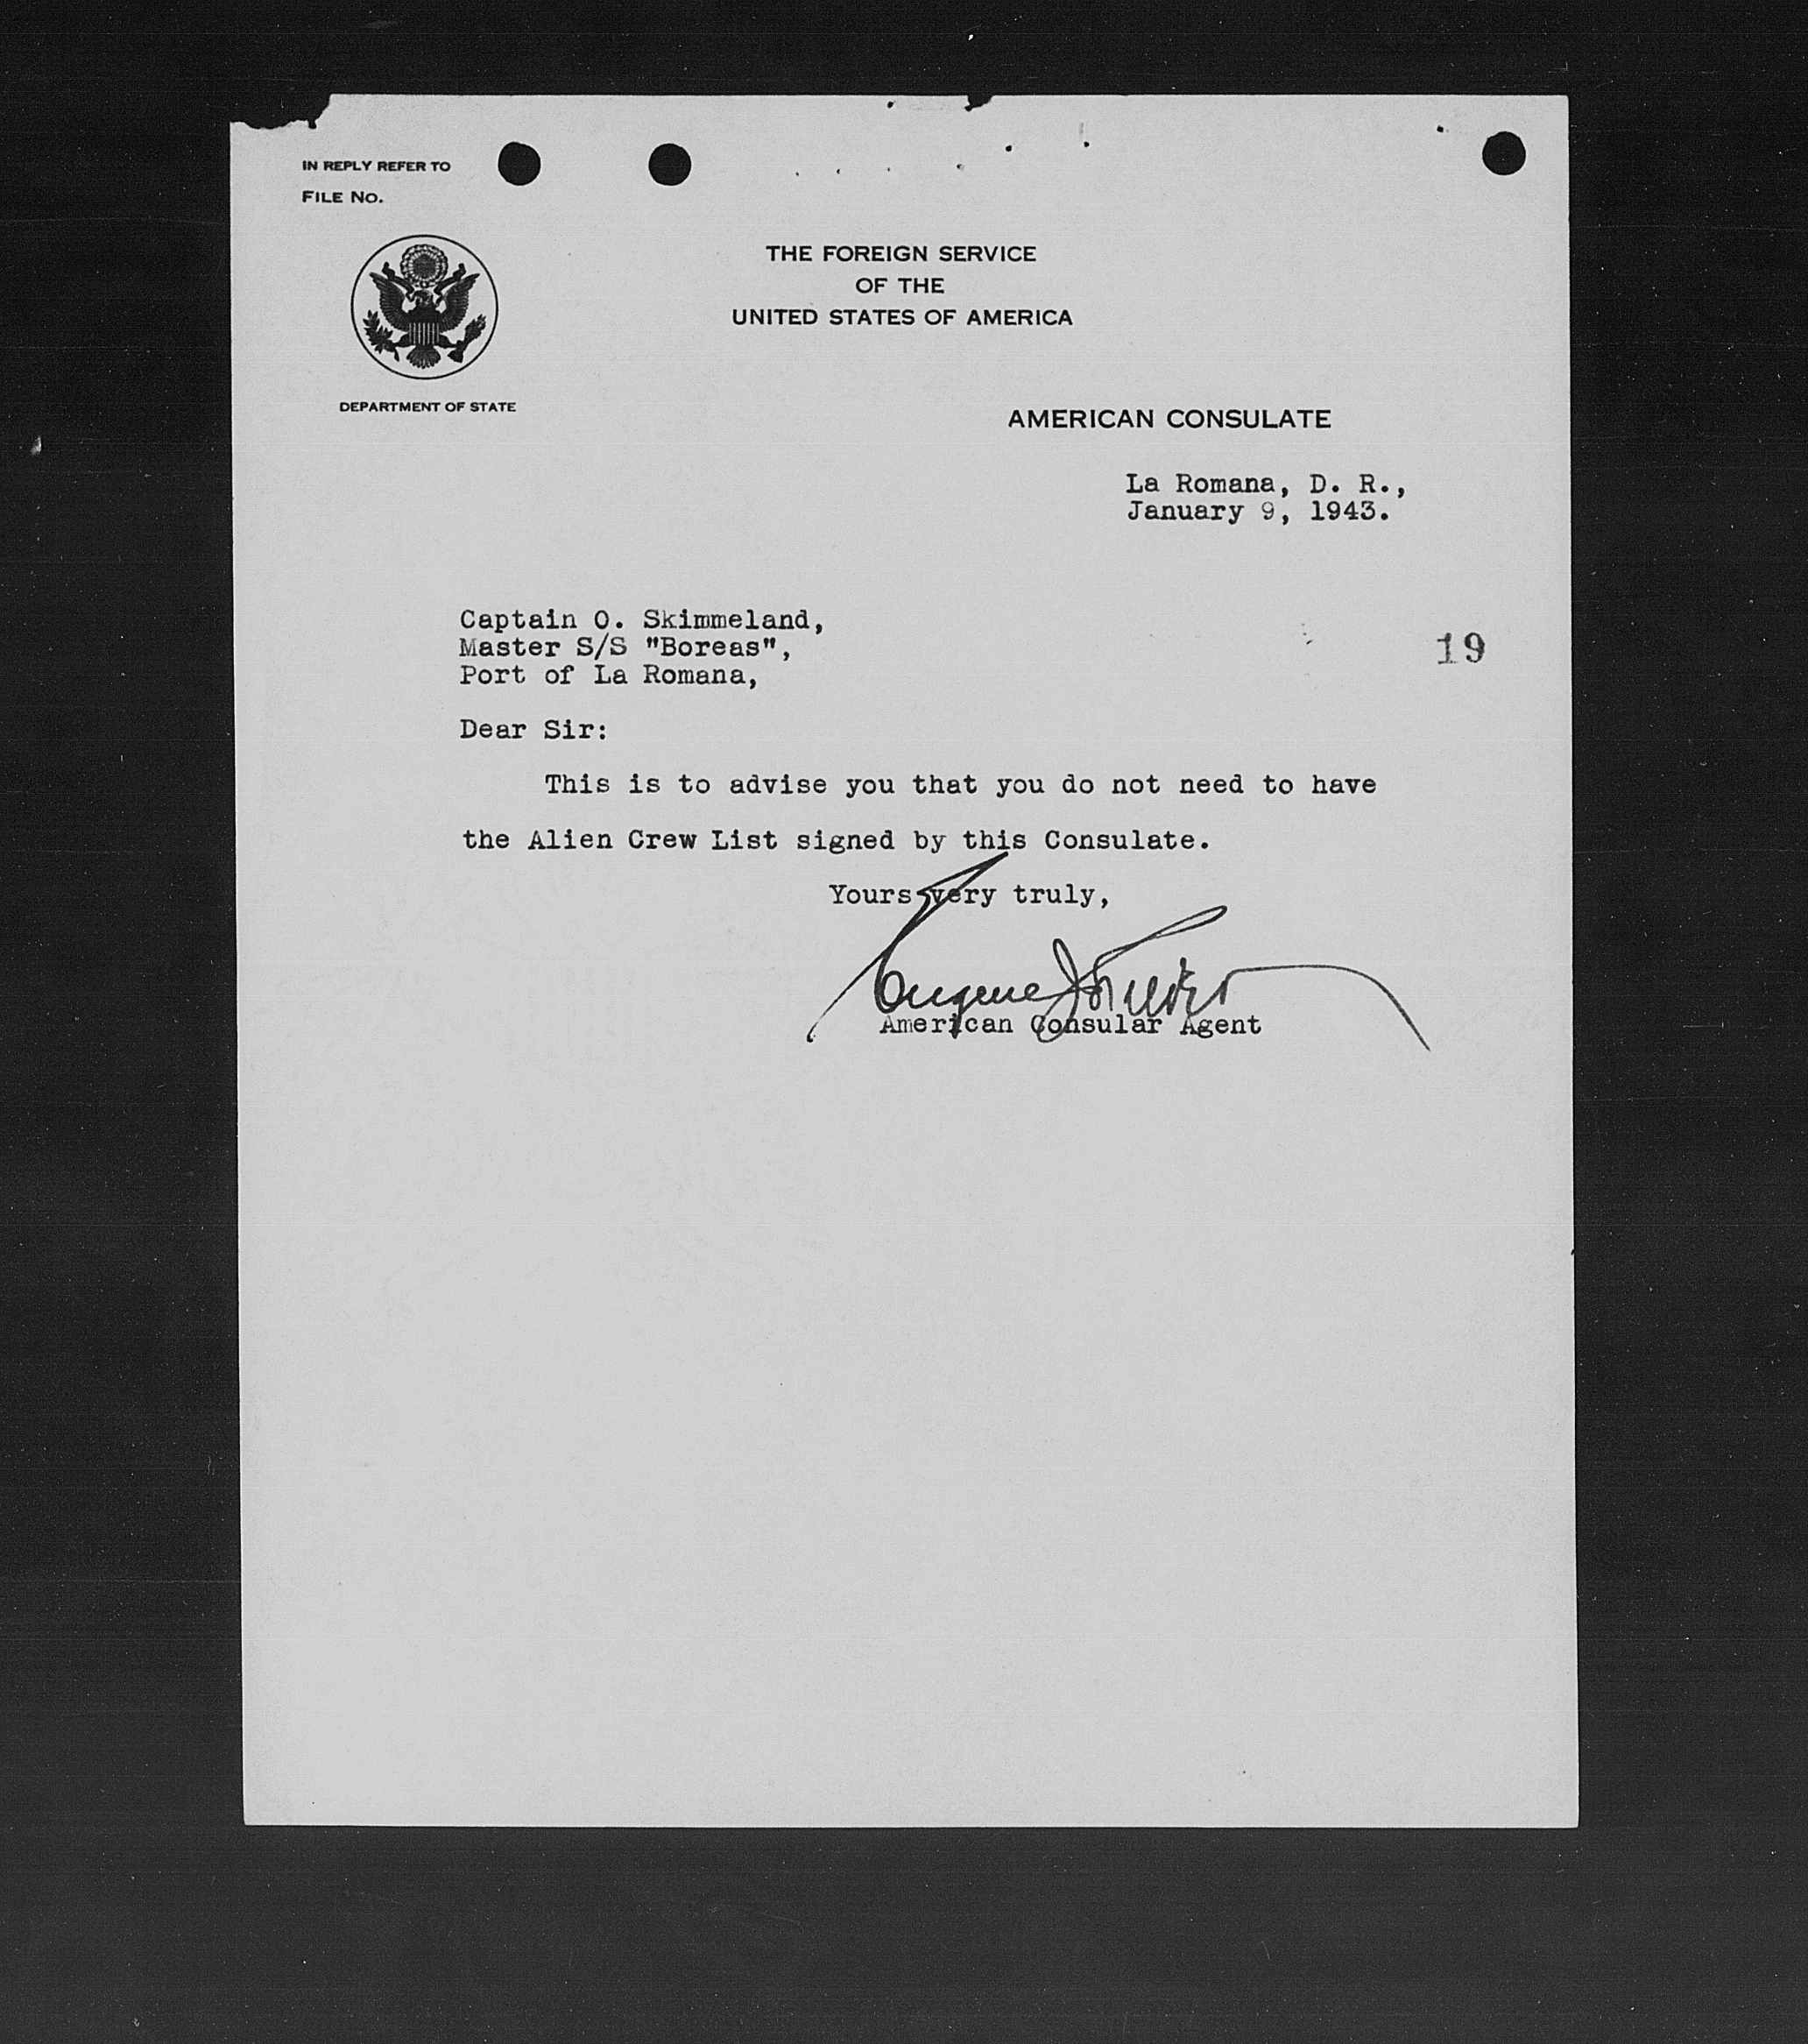 IN REPLY REFER TO
FILE NO.
THE FOREIGN SERVICE
OF THE
UNITED STATES OF AMERICA
DEPARTMENT OF STATE
AMERICAN CONSULATE
La Romana, D. R.,
January 9, 1943.
Captain O. Skimmeland,
Master S/S "Boreas",
Port of La Romana,
19
Dear Sir:
This is to advise you that you do not need to have
the Alien Crew List signed by this Consulate.
Yours very truly,
Eugene
American Consular Agent